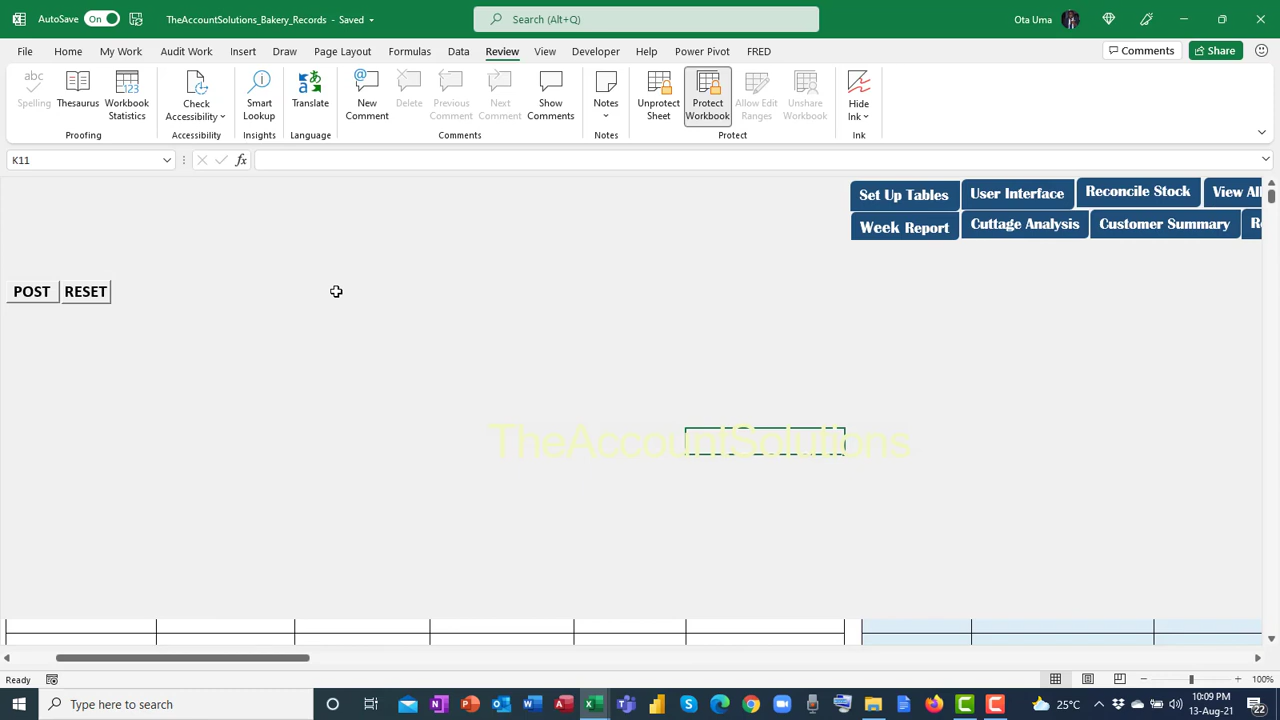 AutoSave On TheAccountSolutions_Bakery_Records - Saved Search (Alt+Q) Ota Uma
File Home My Work Audit Work Insert Draw Page Layout Formulas Data Review View Developer Help Power Pivot FRED Comments Share
abc
Spelling Thesaurus Workbook Statistics Check Accessibility Smart Lookup Translate New Comment Delete Previous Comment Next Comment Show Comments Notes Unprotect Sheet Protect Workbook Allow Edit Ranges Unshare Workbook Hide Ink
Proofing Accessibility Insights Language Comments Notes Protect Ink
K11 fx
Set Up Tables User Interface Reconcile Stock View All
Week Report Cuttage Analysis Customer Summary
POST RESET
TheAccountSolutions
Ready 100%
Type here to search 25°C 10:09 PM
13-Aug-21 22